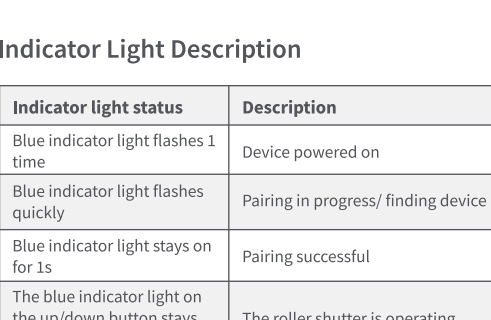 Indicator Light Description
Indicator light status
Description
Blue indicator light flashes 1
time
Device powered on
Blue indicator light flashes
quickly
Pairing in progress/ finding device
Blue indicator light stays on
for 1s
Pairing successful
The blue indicator light on
the up/down button stays
The roller shutter is operating